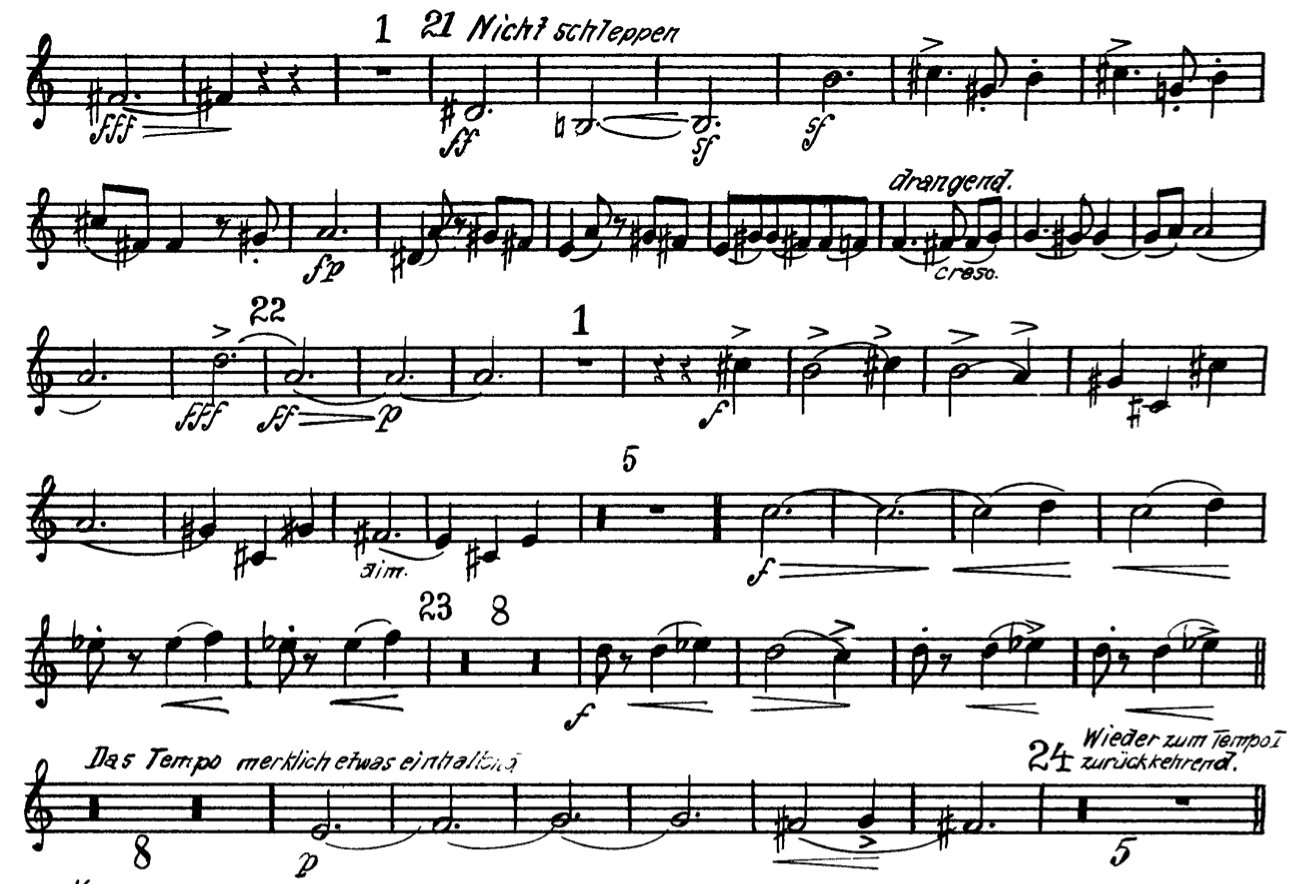 1 21 Nicht schleppen
fff ff sf sf
drangend.
fp cresc.
22 1
fff ff p f
5
dim. f
23 8
f
Das Tempo merklich etwas einhaltend
24 Wieder zum Tempo I
zurückkehrend.
8 p 5